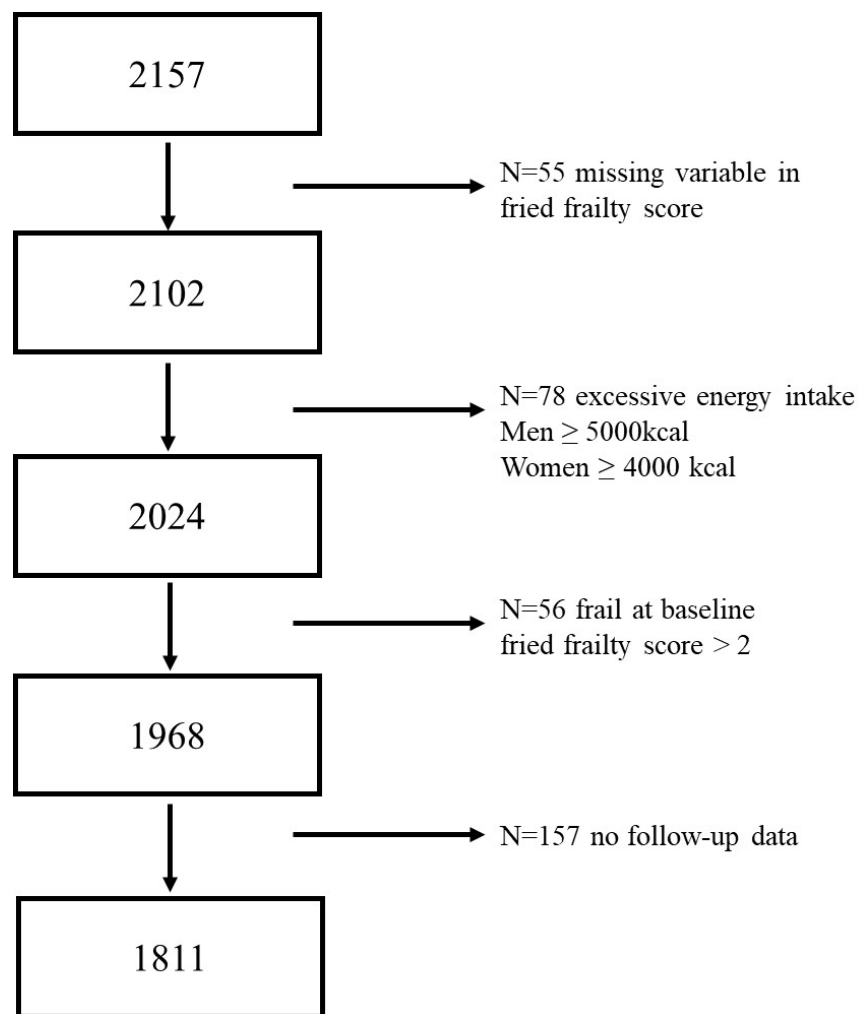 2157
N=55 missing variable in
fried frailty score
2102
N=78 excessive energy intake
Men ≥ 5000kcal
Women ≥ 4000 kcal
2024
N=56 frail at baseline
fried frailty score > 2
1968
N=157 no follow-up data
1811